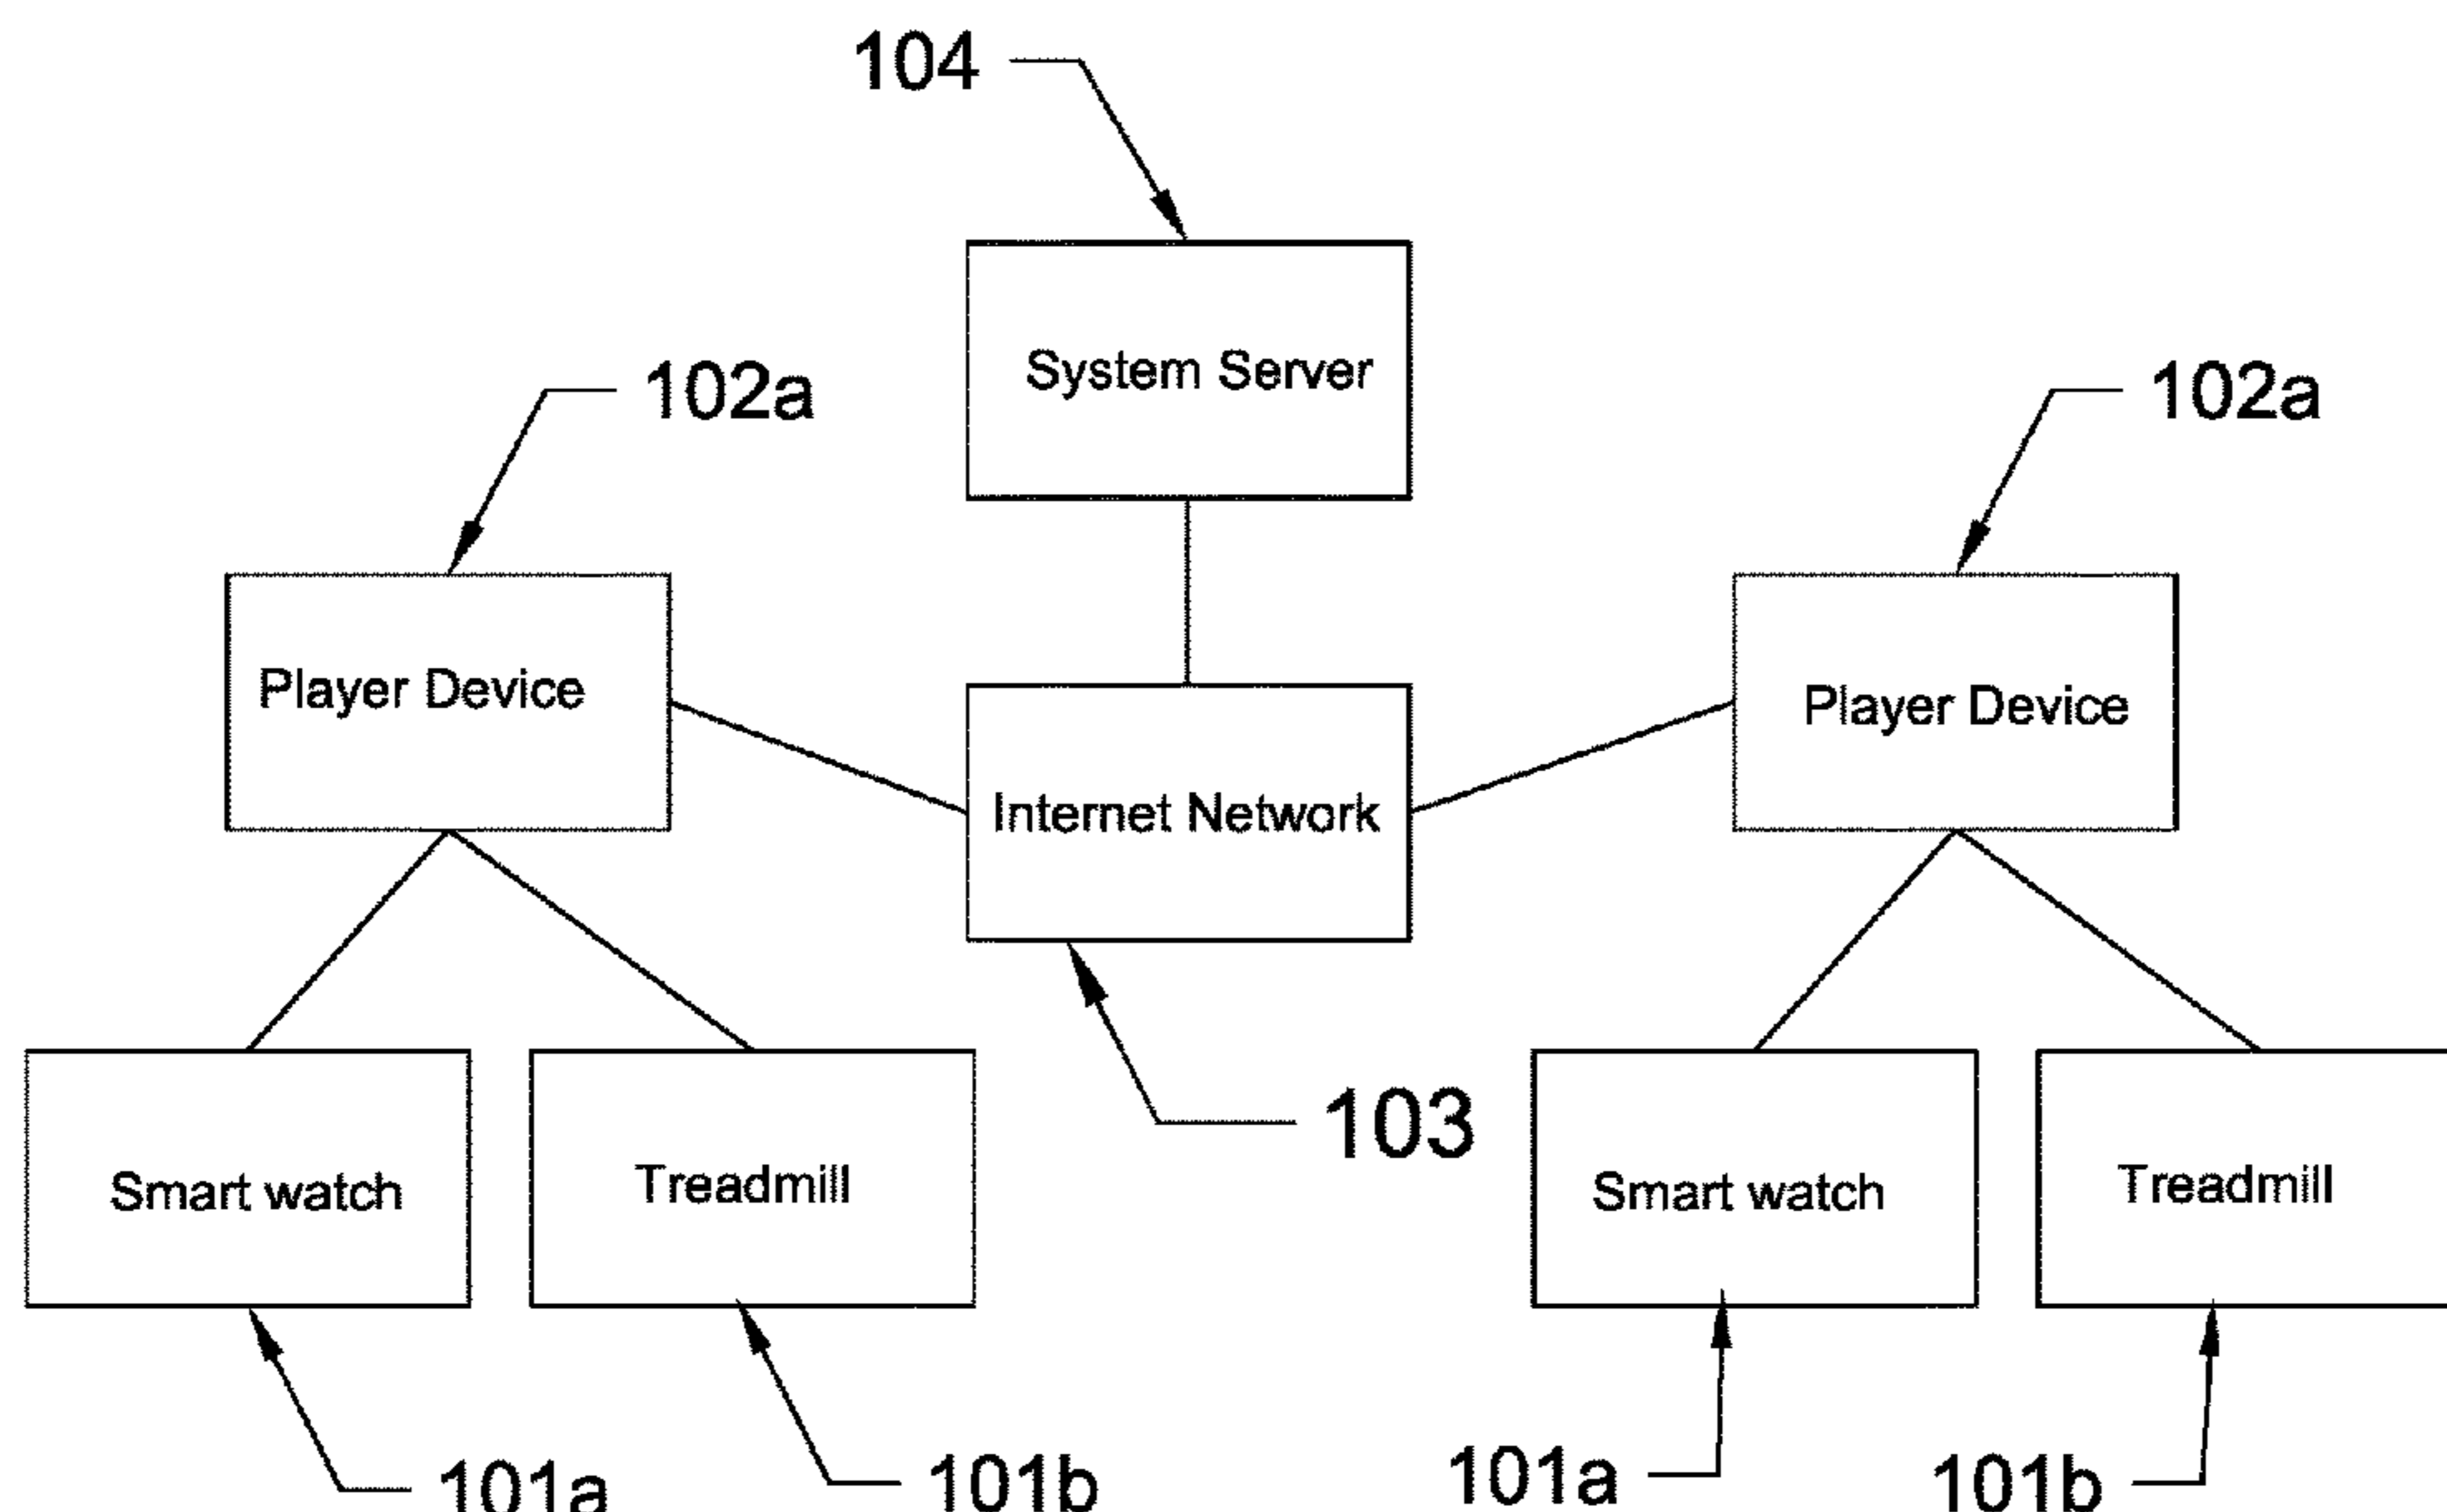 104
System Server
102a
102a
Player Device
Player Device
Internet Network
103
Smart watch
Treadmill
Smart watch
Treadmill
101a
101b
101a
101b